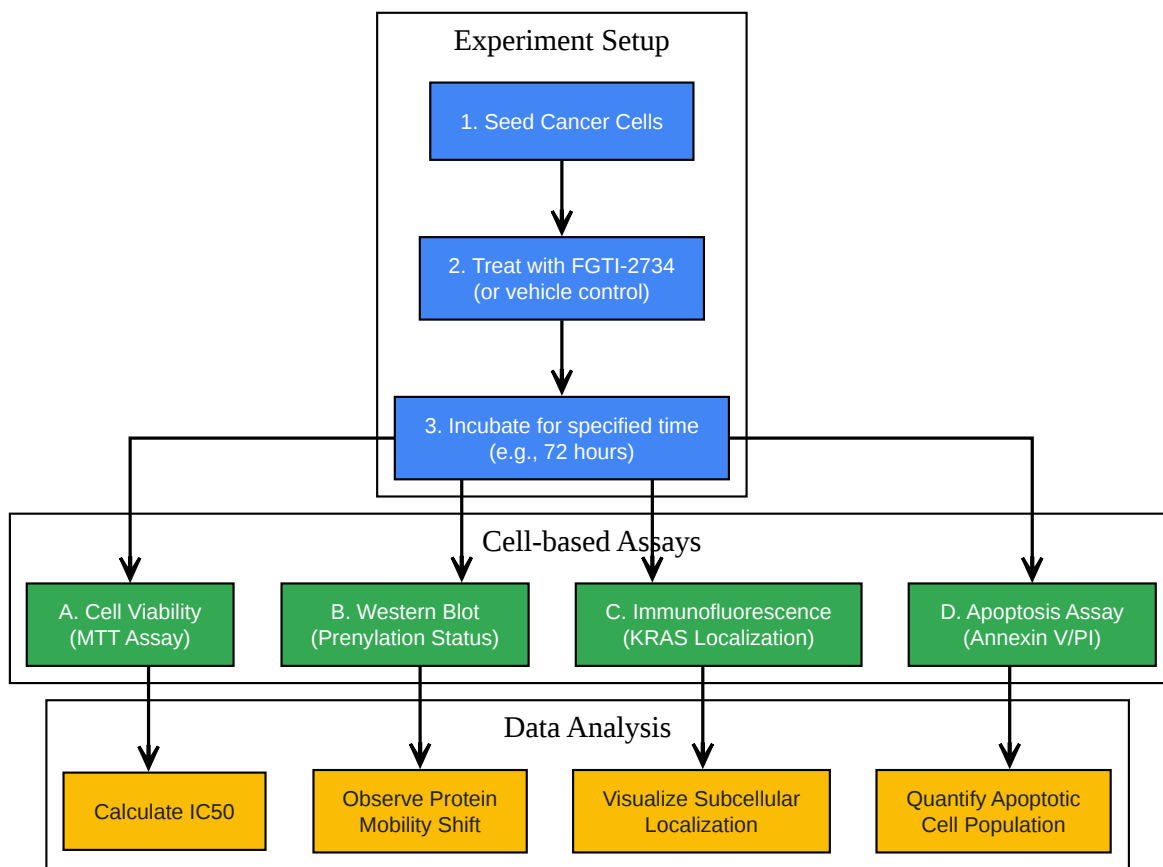 Experiment Setup
1. Seed Cancer Cells
2. Treat with FGTI-2734
(or vehicle control)
3. Incubate for specified time
(e.g., 72 hours)
Cell-based Assays
A. Cell Viability
(MTT Assay)
B. Western Blot
(Prenylation Status)
C. Immunofluorescence
(KRAS Localization)
D. Apoptosis Assay
(Annexin V/PI)
Data Analysis
Calculate IC50
Observe Protein
Mobility Shift
Visualize Subcellular
Localization
Quantify Apoptotic
Cell Population